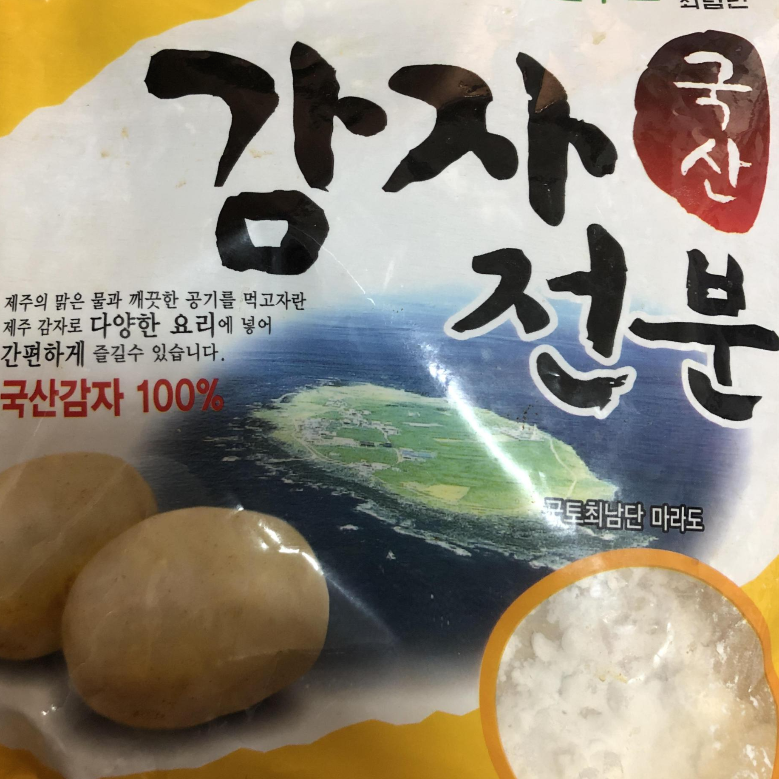 최남단
감자
국산
전분
제주의 맑은 물과 깨끗한 공기를 먹고자란
제주 감자로 다양한 요리에 넣어
간편하게 즐길수 있습니다.
국산감자 100%
국토최남단 마라도